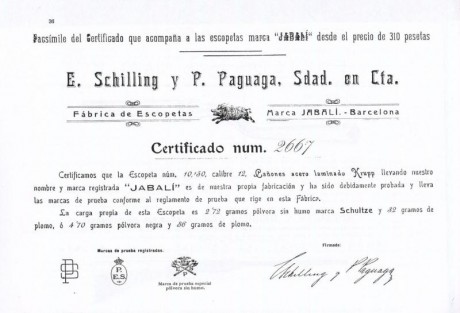 Facsímile del Certificado que acompaña a las escopetas marca "JABALÍ" desde el precio de 310 pesetas
E. Schilling y P. Paguaga, Sdad. en Cta.
Fábrica de Escopetas
Marca JABALÍ.-Barcelona
Certificado num. 2667
Certificamos que la Escopeta núm. 10,150, calibre 12, Cañones acero laminado Krupp llevando nuestro
nombre y marca registrada "JABALÍ" es de nuestra propia fabricación y ha sido debidamente probada y lleva
las marcas de prueba conforme al reglamento de prueba que rige en esta Fábrica.
La carga propia de esta Escopeta es 2'72 gramos pólvora sin humo marca Schultze y 32 gramos de
plomo, ó 4'70 gramos pólvora negra y 36 gramos de plomo.
Marcas de prueba registradas.
Firmante:
P.
E.S.
Marca de prueba especial
pólvora sin humo.
Schilling y P. Paguaga